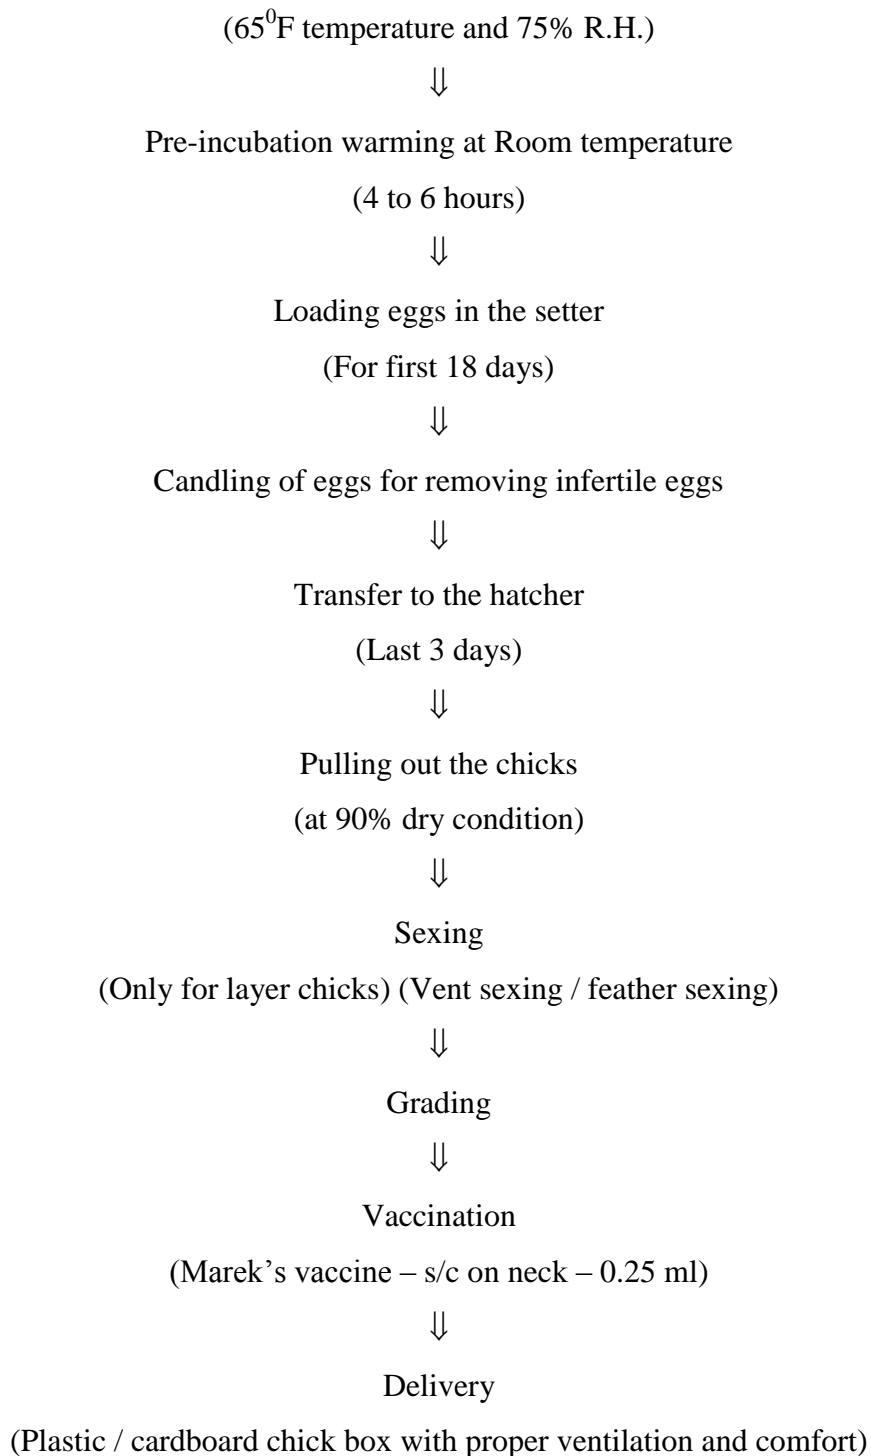 (65⁰F temperature and 75% R.H.)
⇓
Pre-incubation warming at Room temperature
(4 to 6 hours)
⇓
Loading eggs in the setter
(For first 18 days)
⇓
Candling of eggs for removing infertile eggs
⇓
Transfer to the hatcher
(Last 3 days)
⇓
Pulling out the chicks
(at 90% dry condition)
⇓
Sexing
(Only for layer chicks) (Vent sexing / feather sexing)
⇓
Grading
⇓
Vaccination
(Marek’s vaccine – s/c on neck – 0.25 ml)
⇓
Delivery
(Plastic / cardboard chick box with proper ventilation and comfort)